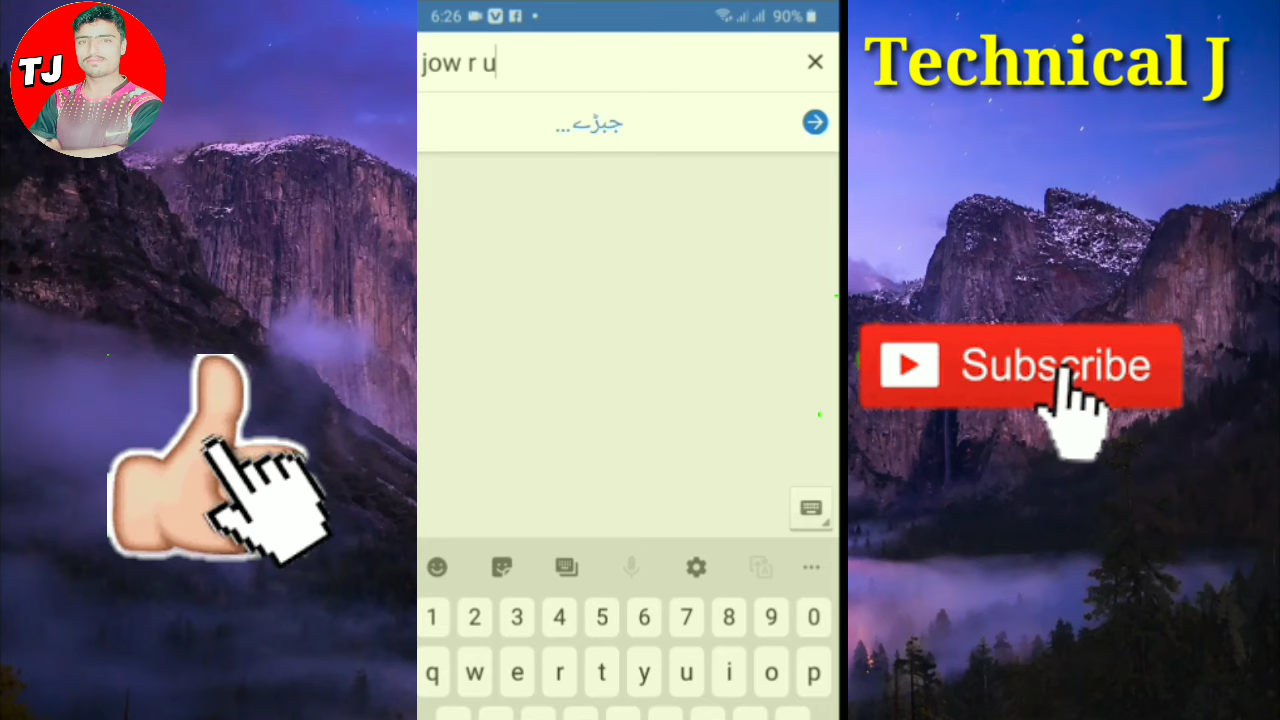 TJ
6:26
90%
Technical J
jow r u
جبڑے...
Subscribe
1 2 3 4 5 6 7 8 9 0
q w e r t y u i o p